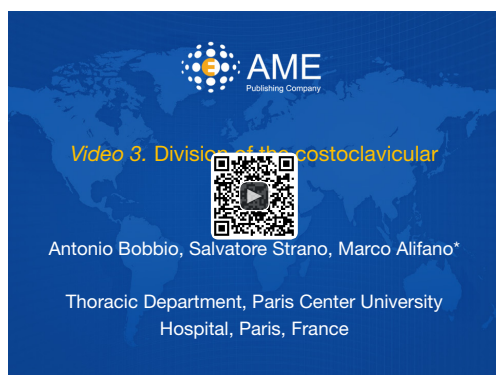 E AME
Publishing Company
Video 3. Division of the costoclavicular
Antonio Bobbio, Salvatore Strano, Marco Alifano*
Thoracic Department, Paris Center University
Hospital, Paris, France